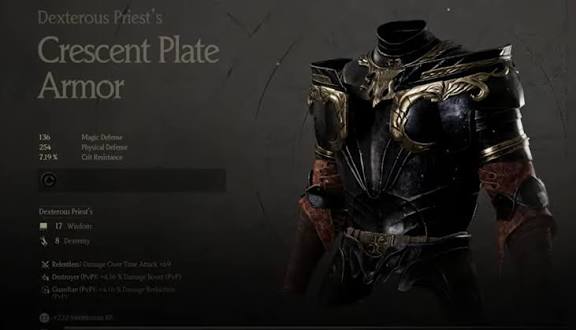 Dexterous Priest's
Crescent Plate
Armor
136 Magic Defense
254 Physical Defense
7.19 % Crit Resistance
Dexterous Priest's
17 Wisdom
8 Dexterity
Relentless: Damage Over Time Attack +69
Destroyer (PvP): +4.16 % Damage Boost (PvP)
Guardian (PvP): +4.16 % Damage Reduction
(PvP)